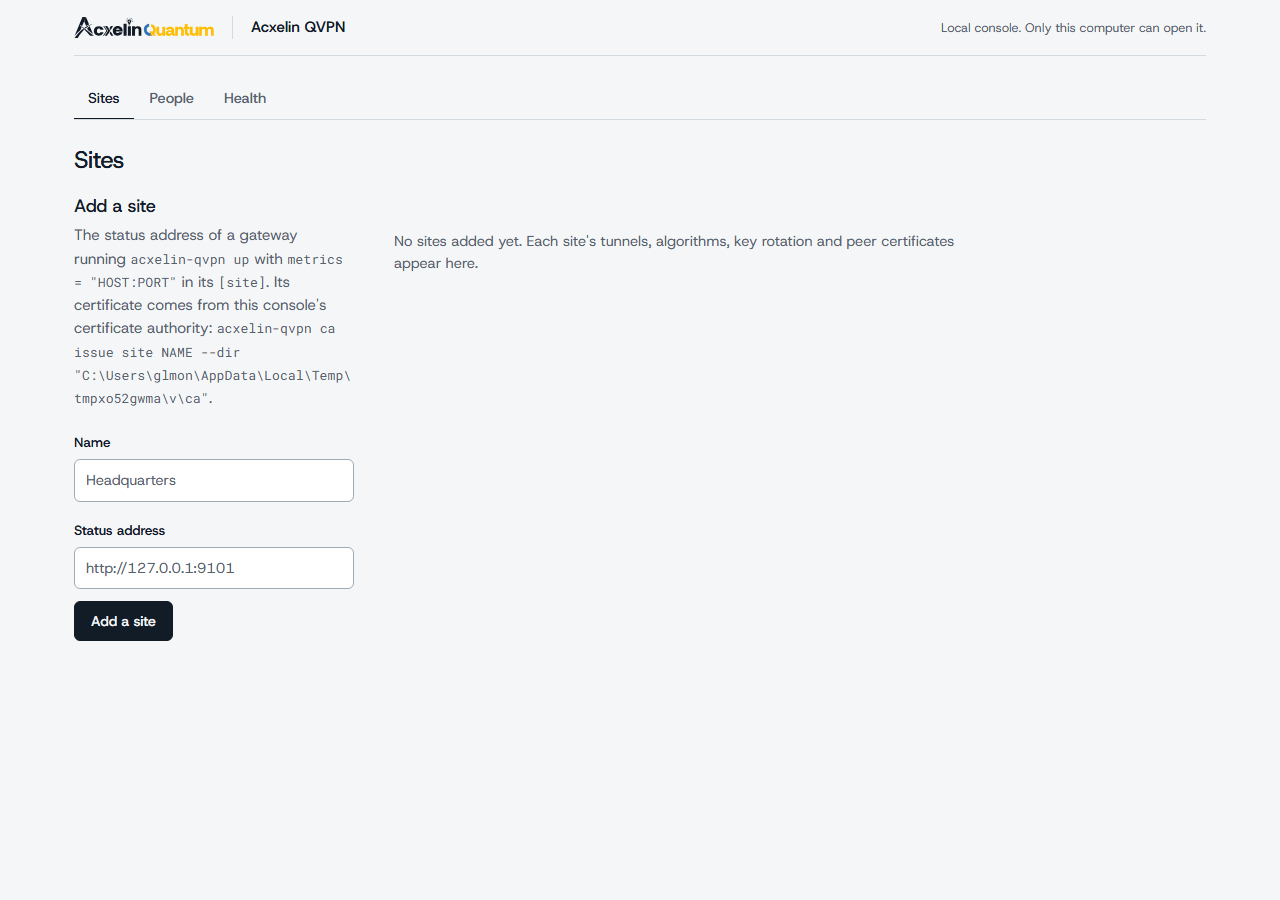 Acxelin Quantum
Acxelin QVPN
Local console. Only this computer can open it.
Sites
People
Health
Sites
Add a site
The status address of a gateway
running acxelin-qvpn up with metrics
= "HOST:PORT" in its [site]. Its
certificate comes from this console's
certificate authority: acxelin-qvpn ca
issue site NAME --dir
"C:\Users\glmon\AppData\Local\Temp\
tmpxo52gwma\v\ca".
No sites added yet. Each site's tunnels, algorithms, key rotation and peer certificates
appear here.
Name
Headquarters
Status address
http://127.0.0.1:9101
Add a site